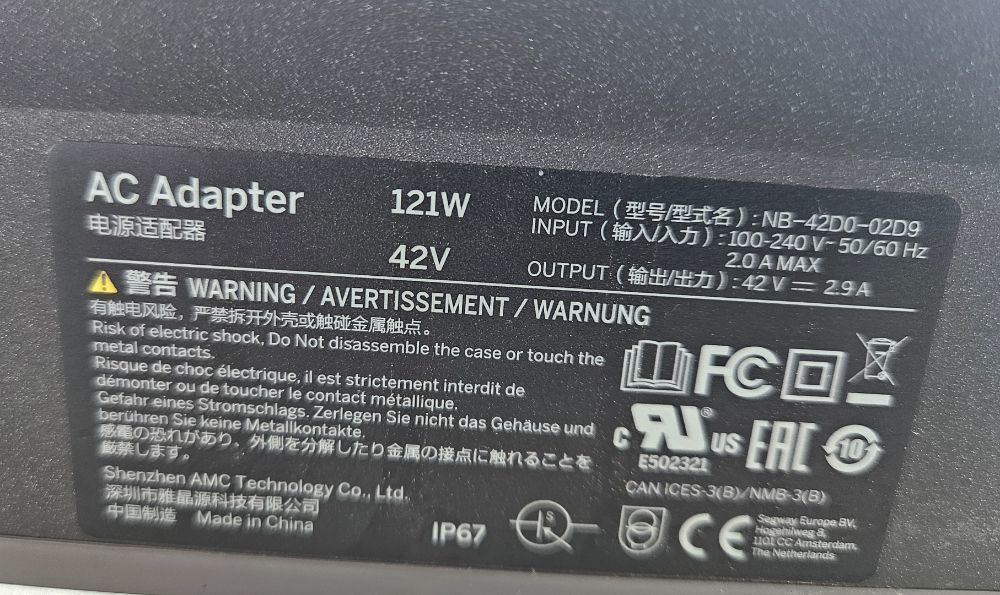 AC Adapter 121W
电源适配器 42V
MODEL（型号/型式名）: NB-42D0-02D9
INPUT（输入/入力）: 100-240 V~50/60 Hz
2.0 A MAX
OUTPUT（输出/出力）: 42 V ⎓ 2.9 A
警告 WARNING / AVERTISSEMENT / WARNUNG
有触电风险，严禁拆开外壳或触碰金属触点。
Risk of electric shock, Do Not disassemble the case or touch the
metal contacts.
Risque de choc électrique, il est strictement interdit de
démonter ou de toucher le contact métallique.
Gefahr eines Stromschlags. Zerlegen Sie nicht das Gehäuse und
berühren Sie keine Metallkontakte.
感電の恐れがあり、外側を分解したり金属の接点に触れることを
厳禁します。
Shenzhen AMC Technology Co., Ltd.
深圳市雅晶源科技有限公司
中国制造 Made in China
FC
c RU® US EAC 10
E502321
CAN ICES-3(B)/NMB-3(B)
IP67
S
CE
Segway Europe BV,
Hogehilweg 8,
1101 CC Amsterdam,
The Netherlands